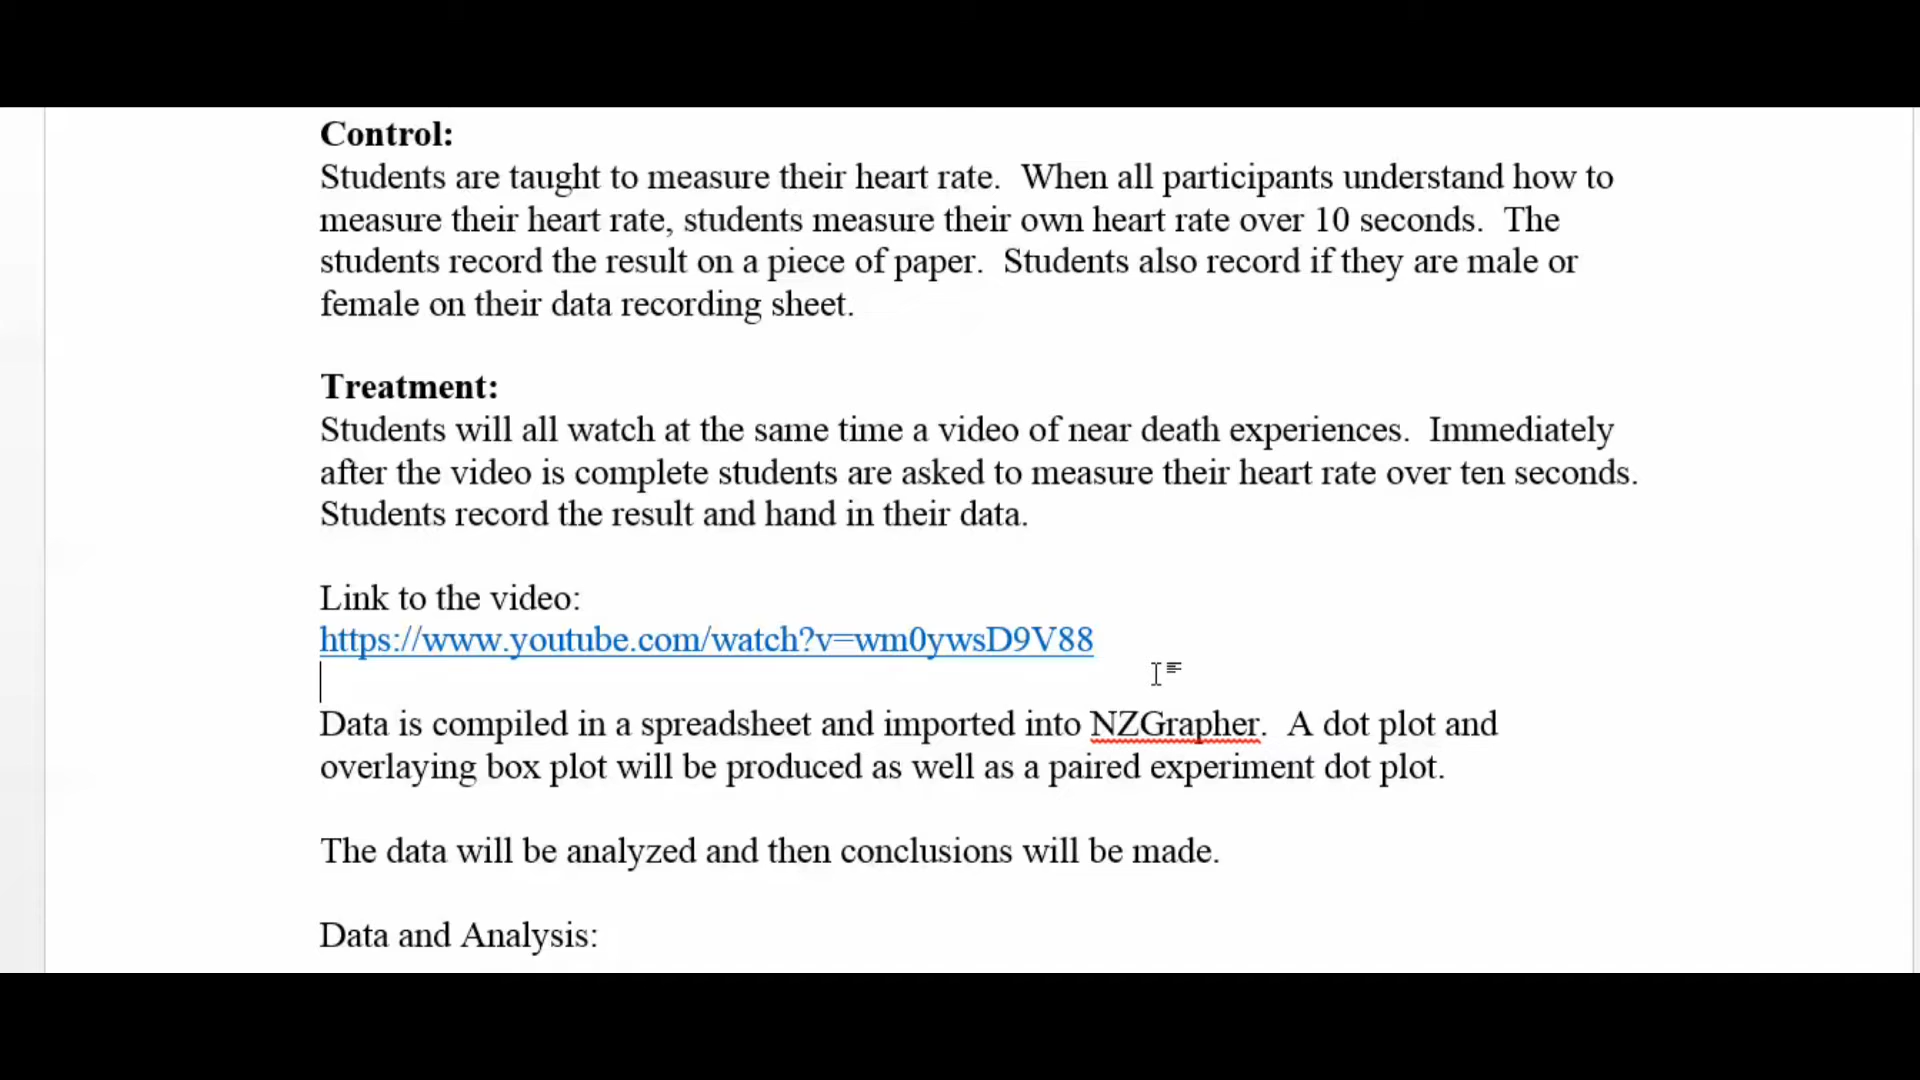 Control:
Students are taught to measure their heart rate.  When all participants understand how to
measure their heart rate, students measure their own heart rate over 10 seconds.  The
students record the result on a piece of paper.  Students also record if they are male or
female on their data recording sheet.
Treatment:
Students will all watch at the same time a video of near death experiences.  Immediately
after the video is complete students are asked to measure their heart rate over ten seconds.
Students record the result and hand in their data.
Link to the video:
https://www.youtube.com/watch?v=wm0ywsD9V88
Data is compiled in a spreadsheet and imported into NZGrapher.  A dot plot and
overlaying box plot will be produced as well as a paired experiment dot plot.
The data will be analyzed and then conclusions will be made.
Data and Analysis: